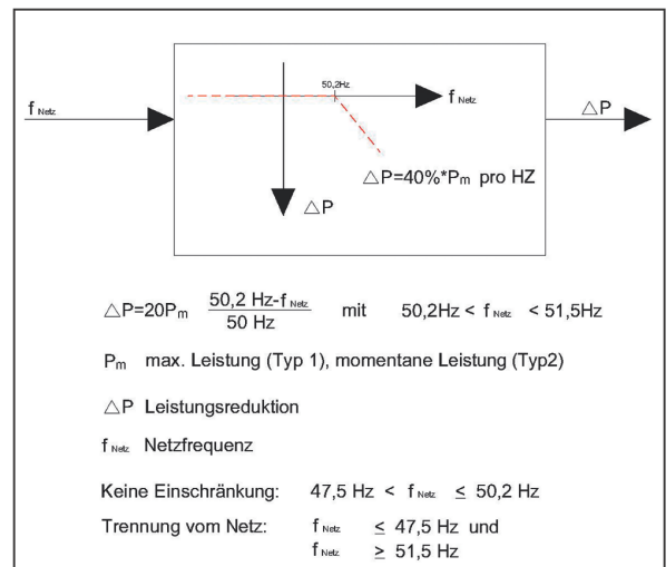 50,2Hz
f Netz
f Netz
△P
△P
△P=40%*Pm pro HZ
△P=20Pm 50,2 Hz-f Netz / 50 Hz mit 50,2Hz < f Netz < 51,5Hz
Pm max. Leistung (Typ 1), momentane Leistung (Typ2)
△P Leistungsreduktion
f Netz Netzfrequenz
Keine Einschränkung: 47,5 Hz < f Netz ≤ 50,2 Hz
Trennung vom Netz: f Netz ≤ 47,5 Hz und
f Netz ≥ 51,5 Hz